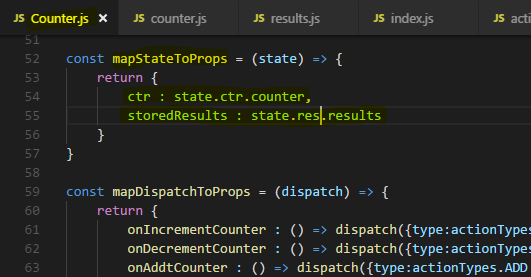 JS Counter.js × JS counter.js JS results.js JS index.js JS acti
51
52 const mapStateToProps = (state) => {
53 return {
54 ctr : state.ctr.counter,
55 storedResults : state.res.results
56 }
57 }
58
59 const mapDispatchToProps = (dispatch) => {
60 return {
61 onIncrementCounter : () => dispatch({type:actionTypes
62 onDecrementCounter : () => dispatch({type:actionTypes
63 onAddtCounter : () => dispatch({type:actionTypes.ADD